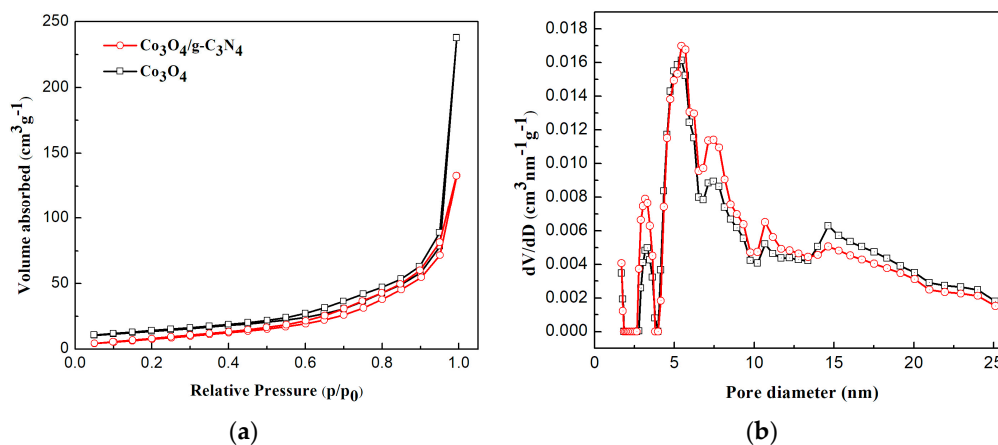 250
200
150
100
50
0
Volume absorbed (cm³g⁻¹)
Co₃O₄/g-C₃N₄
Co₃O₄
0.0 0.2 0.4 0.6 0.8 1.0
Relative Pressure (p/p₀)
(a)
0.018
0.016
0.014
0.012
0.010
0.008
0.006
0.004
0.002
0.000
dV/dD (cm³nm⁻¹g⁻¹)
0 5 10 15 20 25
Pore diameter (nm)
(b)